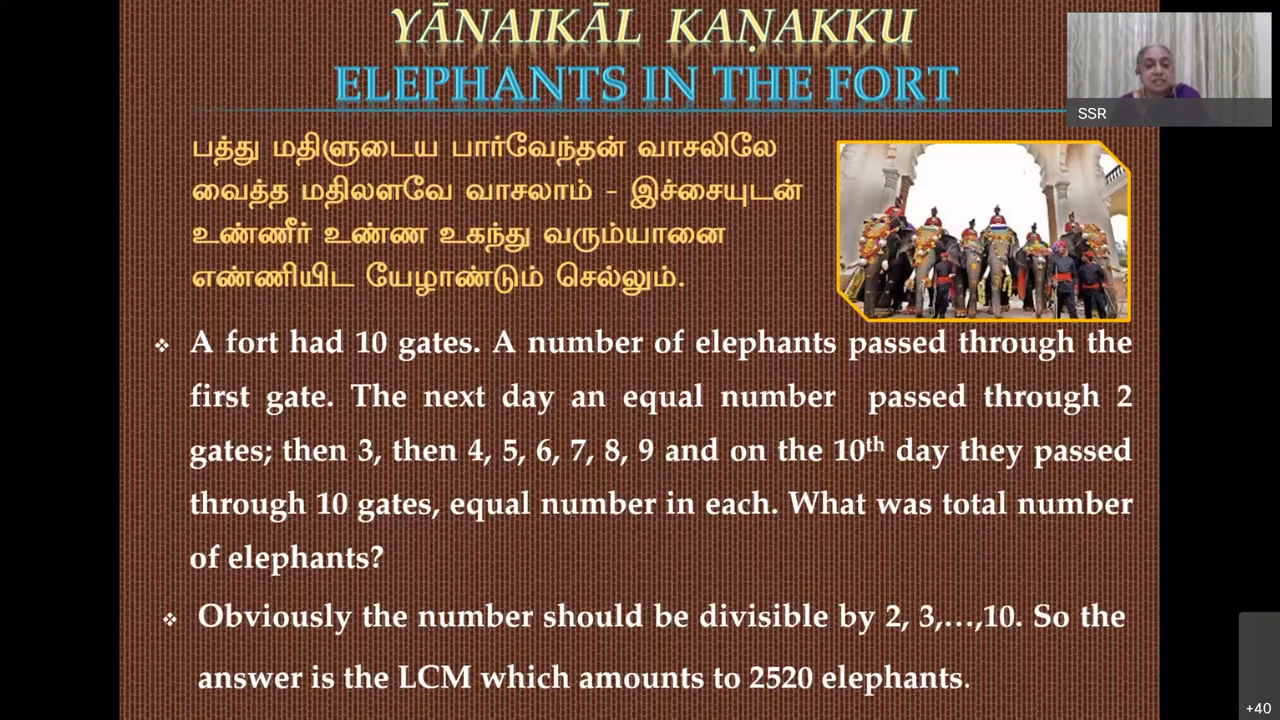 YĀNAIKĀL KAṆAKKU
ELEPHANTS IN THE FORT
SSR
பத்து மதிளுடைய பார்வேந்தன் வாசலிலே
வைத்த மதிலளவே வாசலாம் - இச்சையுடன்
உண்ணீர் உண்ண உகந்து வரும்யானை
எண்ணியிட யேழாண்டும் செல்லும்.
❖ A fort had 10 gates. A number of elephants passed through the
first gate. The next day an equal number passed through 2
gates; then 3, then 4, 5, 6, 7, 8, 9 and on the 10th day they passed
through 10 gates, equal number in each. What was total number
of elephants?
❖ Obviously the number should be divisible by 2, 3,…,10. So the
answer is the LCM which amounts to 2520 elephants.
+40